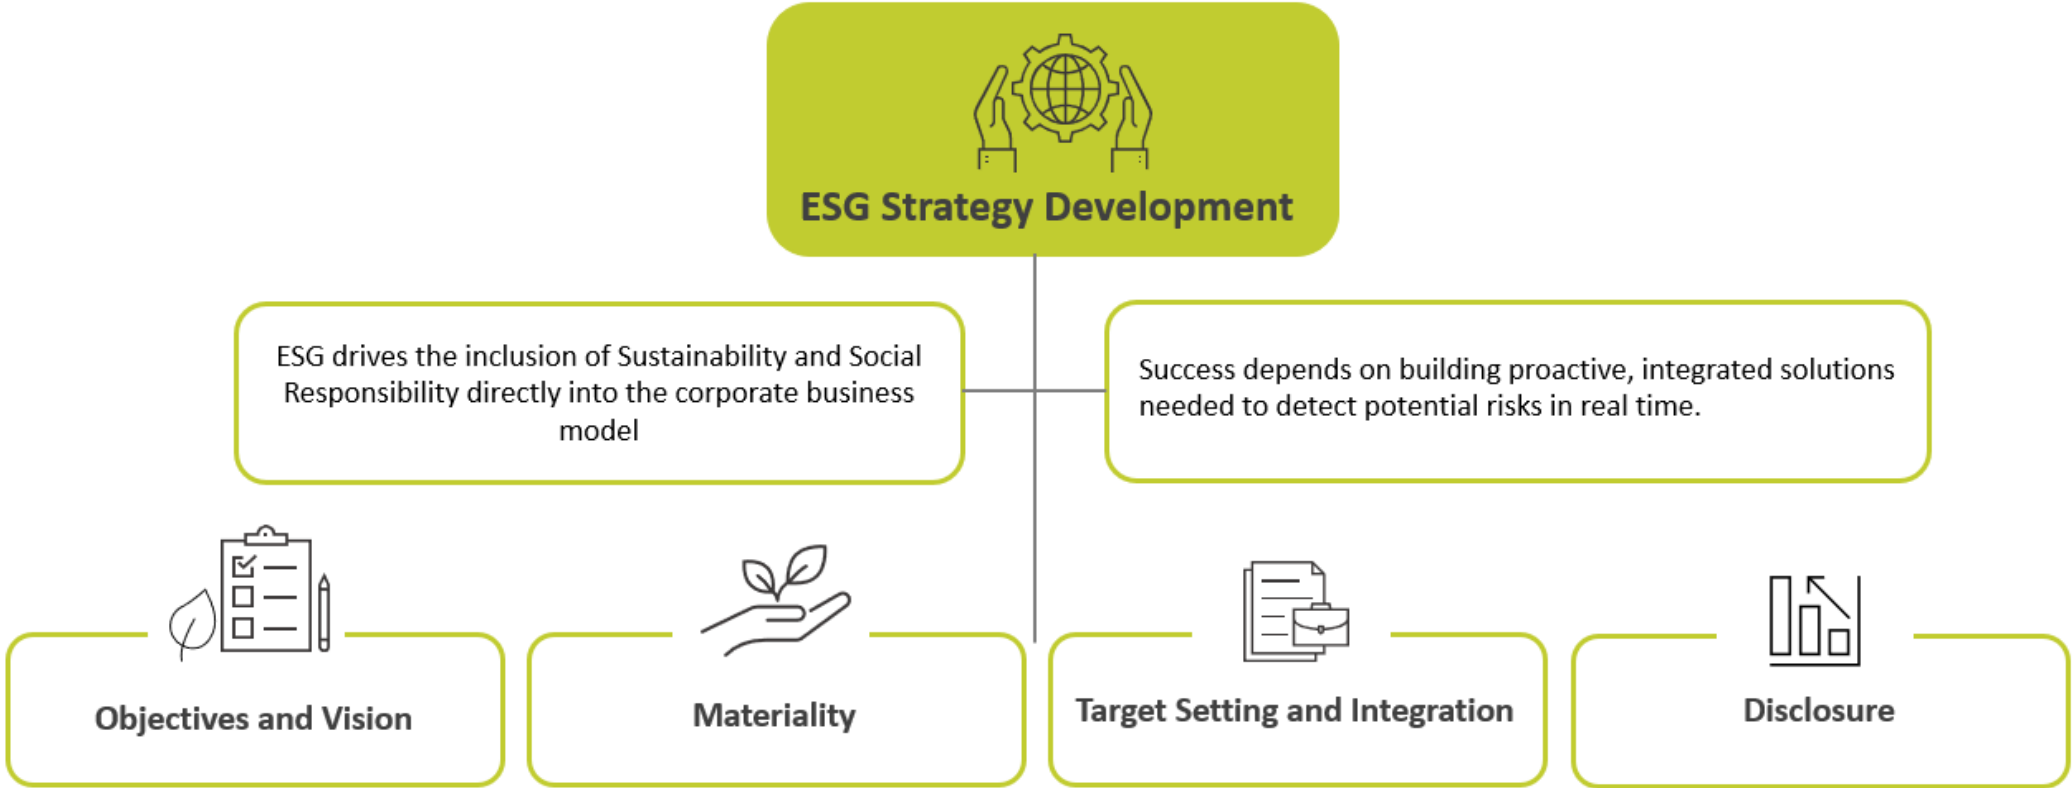 ESG Strategy Development
ESG drives the inclusion of Sustainability and Social
Responsibility directly into the corporate business
model
Success depends on building proactive, integrated solutions
needed to detect potential risks in real time.
Objectives and Vision
Materiality
Target Setting and Integration
Disclosure